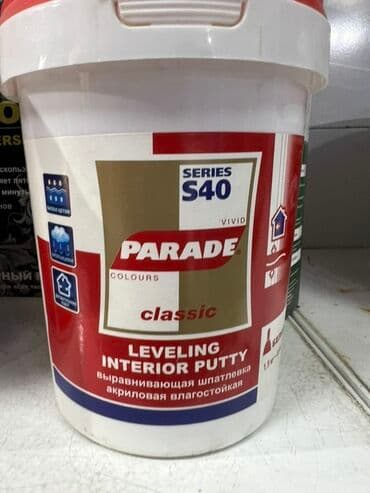 SERIES
S40
VIVID
PARADE
COLOURS
classic
LEVELING
INTERIOR PUTTY
выравнивающая шпатлевка
акриловая влагостойкая